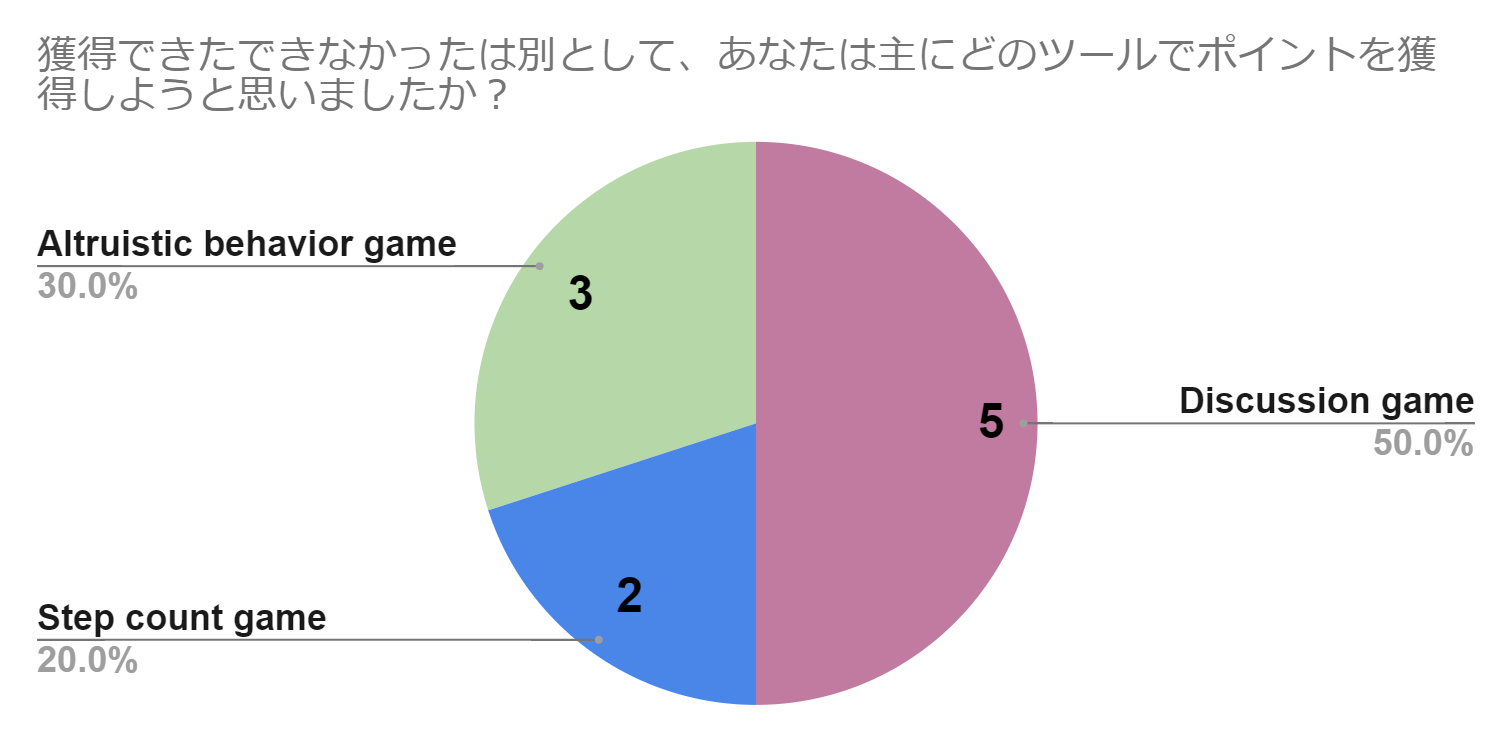 獲得できたできなかったは別として、あなたは主にどのツールでポイントを獲
得しようと思いましたか？
Altruistic behavior game
30.0%
3
Discussion game
50.0%
5
Step count game
20.0%
2